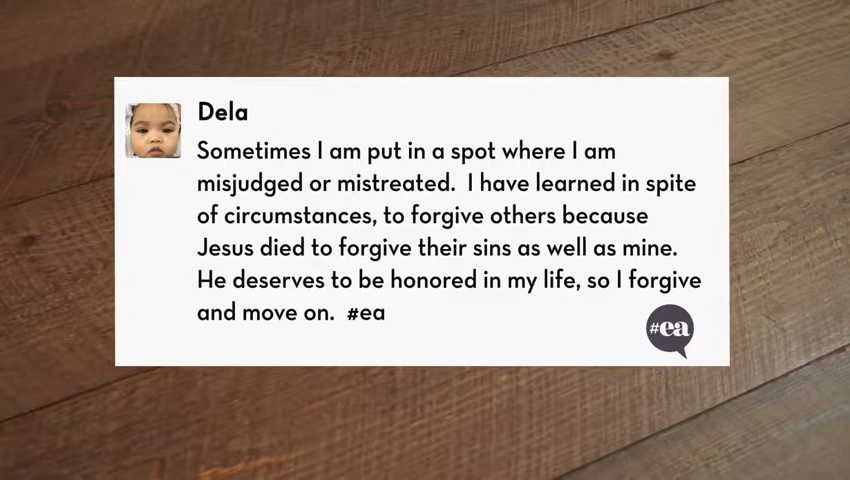 Dela
Sometimes I am put in a spot where I am
misjudged or mistreated.  I have learned in spite
of circumstances, to forgive others because
Jesus died to forgive their sins as well as mine.
He deserves to be honored in my life, so I forgive
and move on.  #ea
#ea